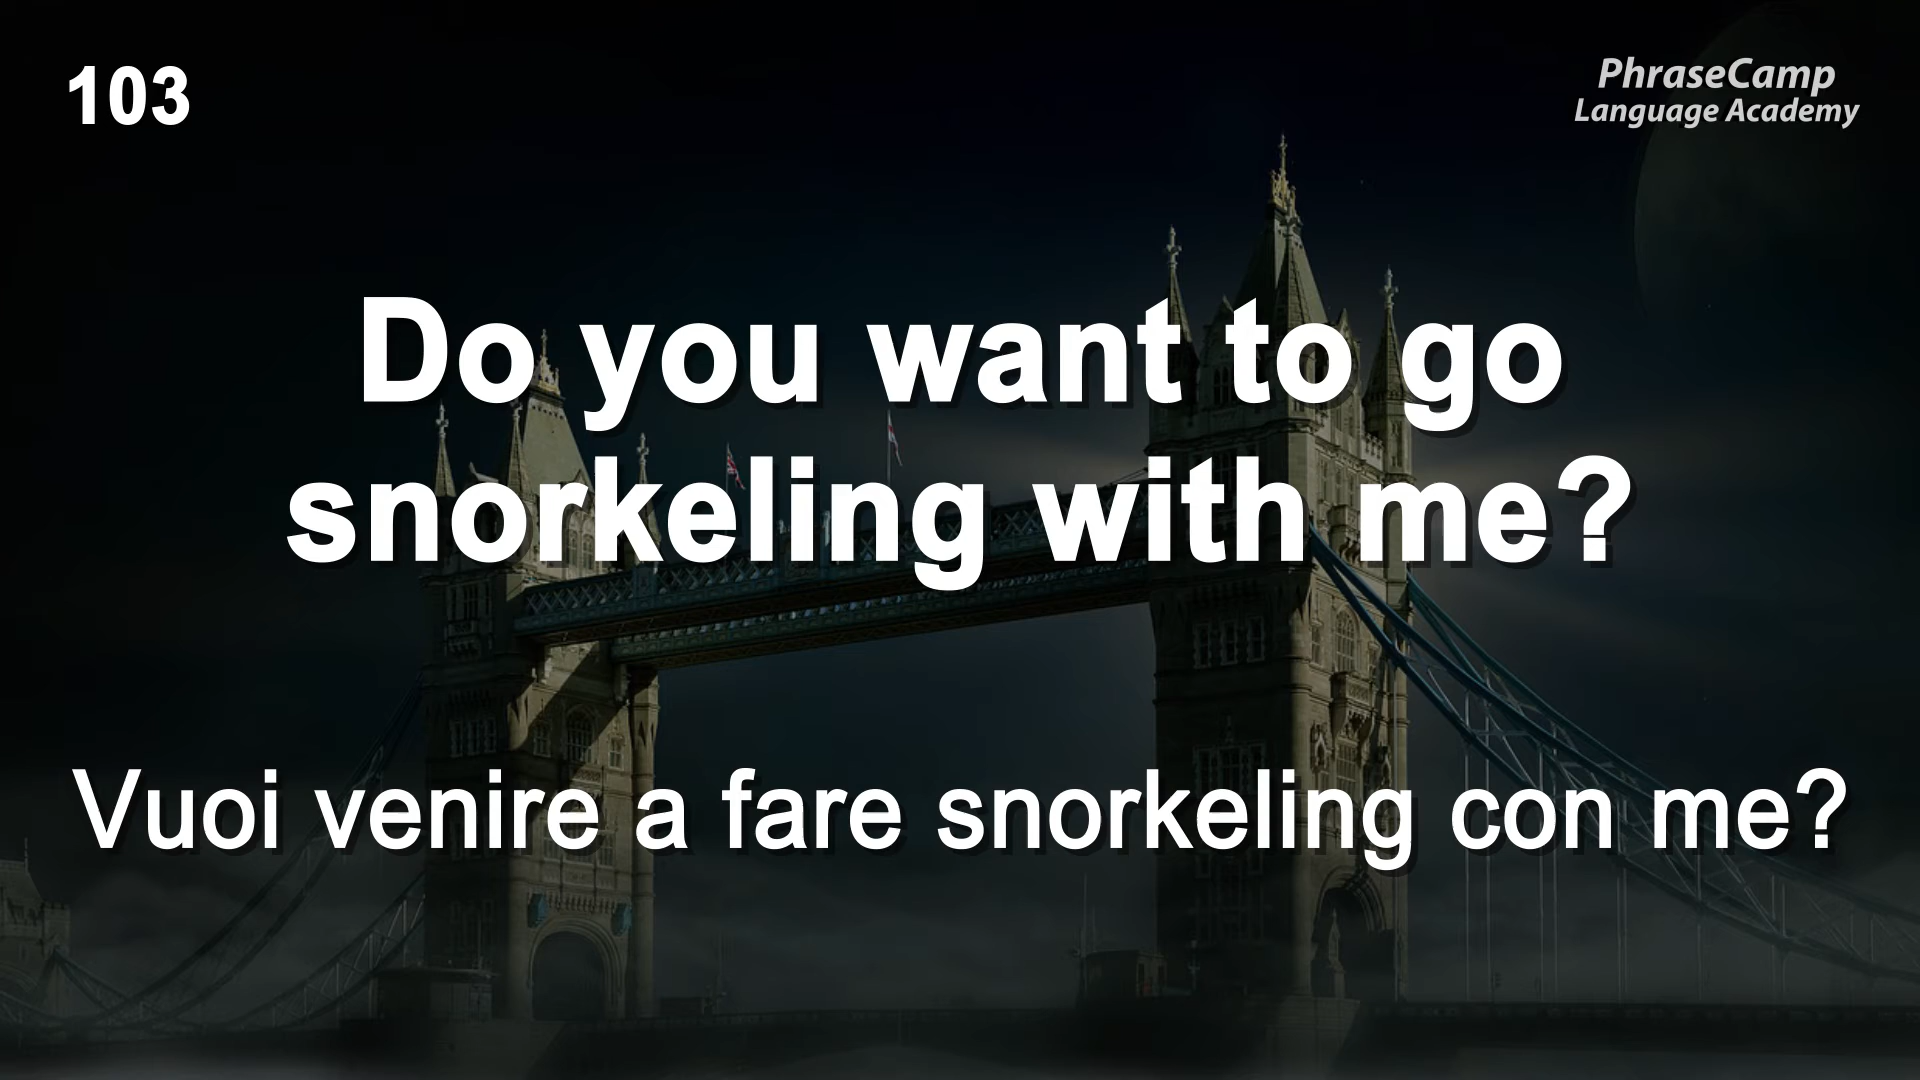 103
PhraseCamp
Language Academy
Do you want to go
snorkeling with me?
Vuoi venire a fare snorkeling con me?